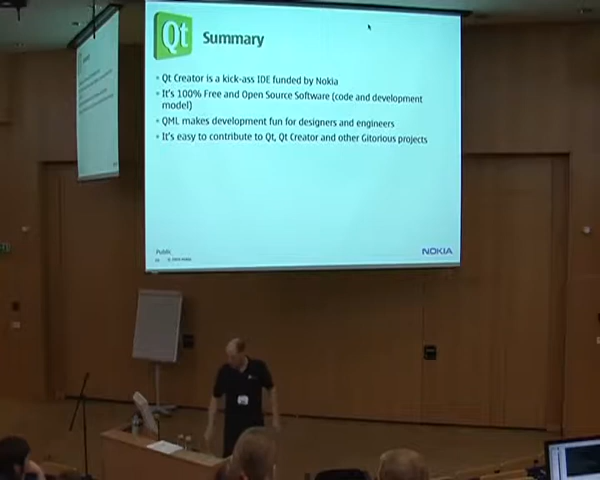 Qt
Summary
Qt Creator is a kick-ass IDE funded by Nokia
It's 100% Free and Open Source Software (code and development
model)
QML makes development fun for designers and engineers
It's easy to contribute to Qt, Qt Creator and other Gitorious projects
Public
NOKIA